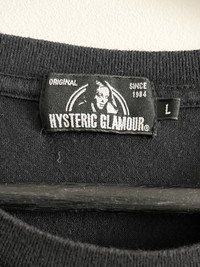 ORIGINAL SINCE
1984
HYSTERIC GLAMOUR®
L